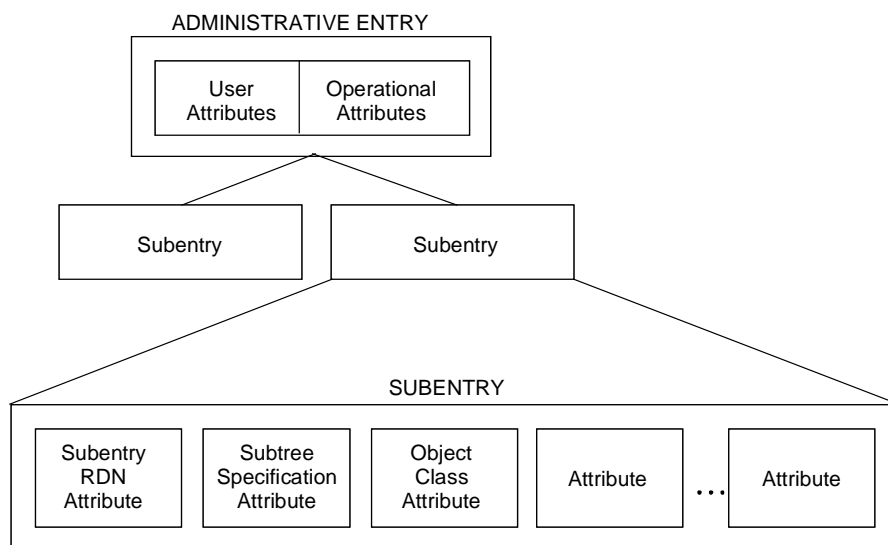 ADMINISTRATIVE ENTRY
User
Attributes
Operational
Attributes
Subentry
Subentry
SUBENTRY
Subentry
RDN
Attribute
Subtree
Specification
Attribute
Object
Class
Attribute
Attribute
...
Attribute